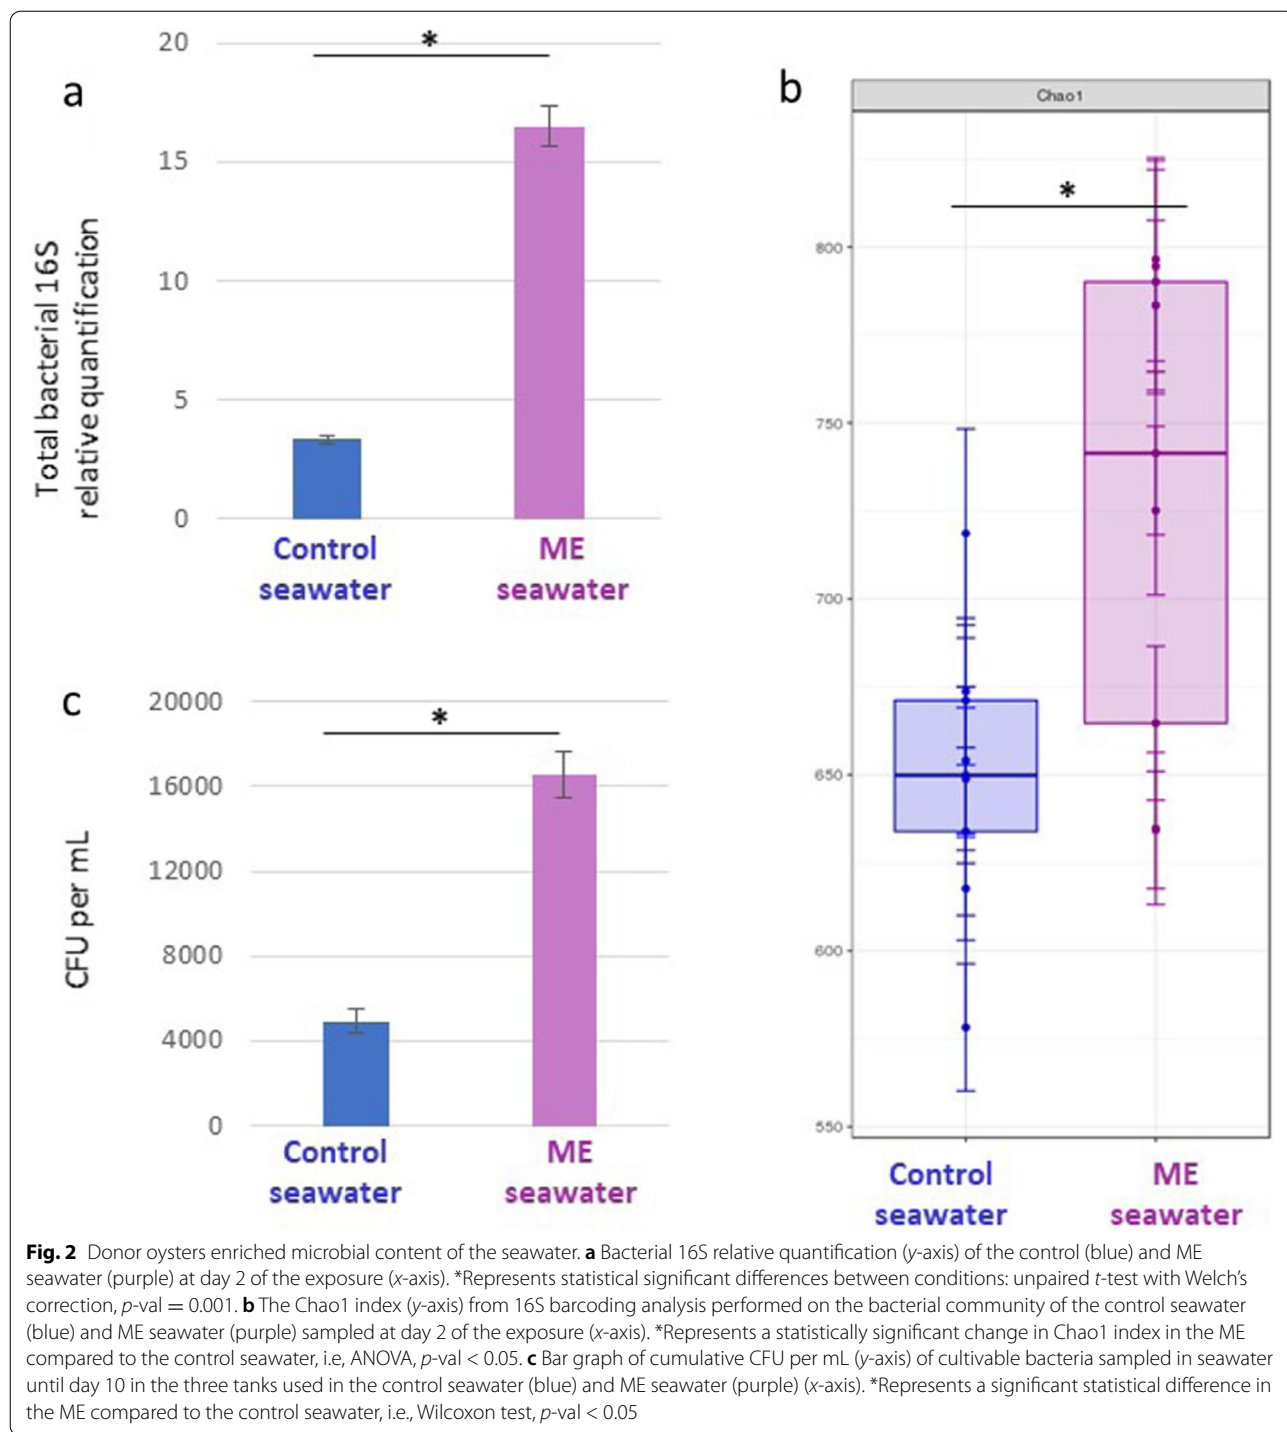 a
20
*
15
10
5
0
Total bacterial 16S
relative quantification
Control
seawater
ME
seawater
b
Chao1
*
800
750
700
650
600
550
Control
seawater
ME
seawater
c
20000
*
16000
12000
8000
4000
0
CFU per mL
Control
seawater
ME
seawater
Fig. 2 Donor oysters enriched microbial content of the seawater. a Bacterial 16S relative quantification (y-axis) of the control (blue) and ME
seawater (purple) at day 2 of the exposure (x-axis). *Represents statistical significant differences between conditions: unpaired t-test with Welch's
correction, p-val = 0.001. b The Chao1 index (y-axis) from 16S barcoding analysis performed on the bacterial community of the control seawater
(blue) and ME seawater (purple) sampled at day 2 of the exposure (x-axis). *Represents a statistically significant change in Chao1 index in the ME
compared to the control seawater, i.e, ANOVA, p-val < 0.05. c Bar graph of cumulative CFU per mL (y-axis) of cultivable bacteria sampled in seawater
until day 10 in the three tanks used in the control seawater (blue) and ME seawater (purple) (x-axis). *Represents a significant statistical difference in
the ME compared to the control seawater, i.e., Wilcoxon test, p-val < 0.05